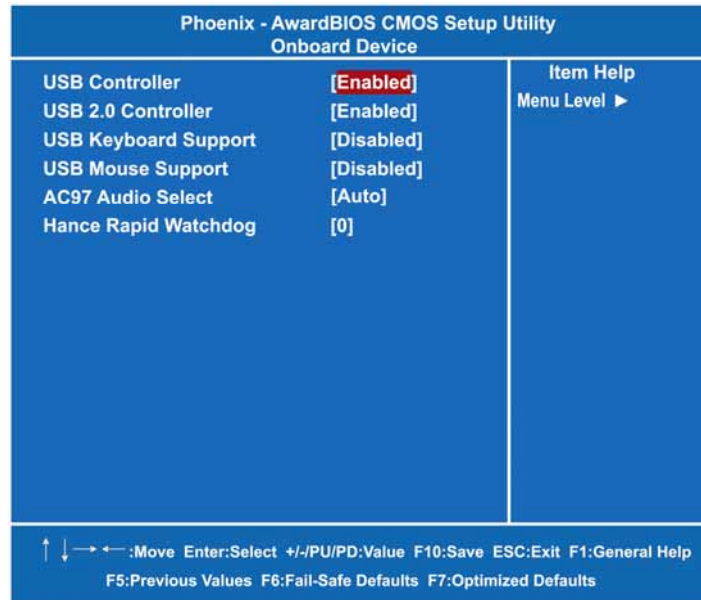 Phoenix - AwardBIOS CMOS Setup Utility
Onboard Device
USB Controller [Enabled]
USB 2.0 Controller [Enabled]
USB Keyboard Support [Disabled]
USB Mouse Support [Disabled]
AC97 Audio Select [Auto]
Hance Rapid Watchdog [0]
Item Help
Menu Level ►
↑ ↓ → ← :Move Enter:Select +/-/PU/PD:Value F10:Save ESC:Exit F1:General Help
F5:Previous Values F6:Fail-Safe Defaults F7:Optimized Defaults